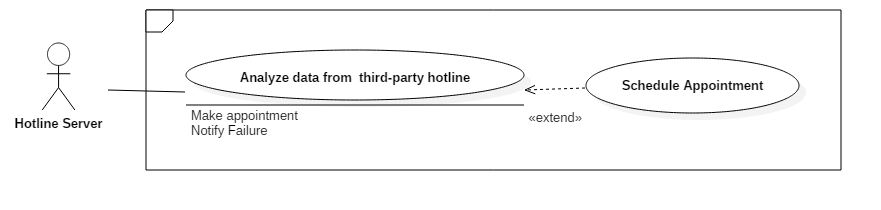 Analyze data from  third-party hotline
Schedule Appointment
Make appointment
Notify Failure
«extend»
Hotline Server